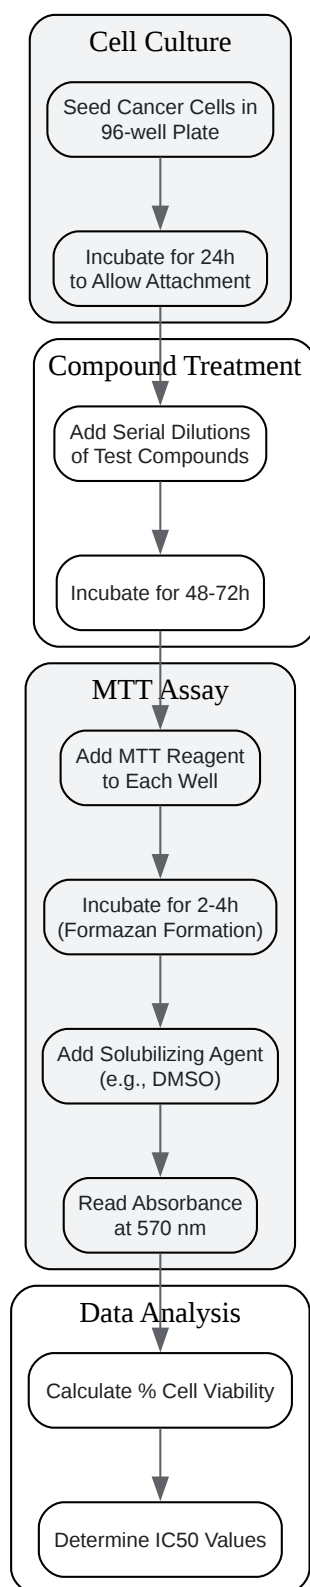 Cell Culture
Seed Cancer Cells in
96-well Plate
Incubate for 24h
to Allow Attachment
Compound Treatment
Add Serial Dilutions
of Test Compounds
Incubate for 48-72h
MTT Assay
Add MTT Reagent
to Each Well
Incubate for 2-4h
(Formazan Formation)
Add Solubilizing Agent
(e.g., DMSO)
Read Absorbance
at 570 nm
Data Analysis
Calculate % Cell Viability
Determine IC50 Values